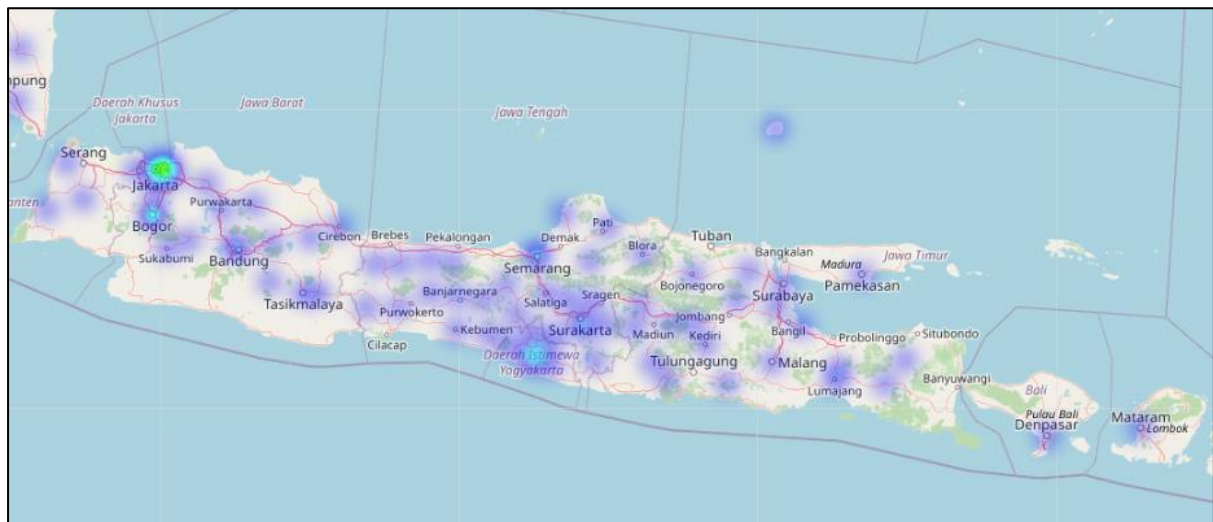 mpung
Daerah Khusus
Jakarta
Jawa Barat
Jawa Tengah
Serang
Jakarta
anten
Purwakarta
Bogor
Sukabumi
Bandung
Cirebon
Brebes
Pekalongan
Tasikmalaya
Banjarnegara
Purwokerto
Kebumen
Cilacap
Pati
Demak
Semarang
Blora
Tuban
Bangkalan
Jawa Timur
Madura
Pamekasan
Salatiga
Sragen
Bojonegoro
Surabaya
Surakarta
Jombang
Madiun
Kediri
Bangil
Probolinggo
Situbondo
Daerah Istimewa
Yogyakarta
Tulungagung
Malang
Lumajang
Banyuwangi
Bali
Pulau Bali
Denpasar
Mataram
Lombok